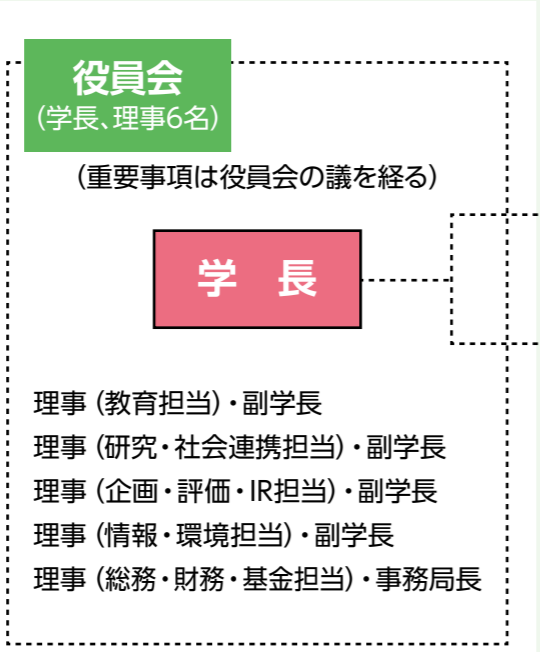 役員会
(学長、理事6名)
(重要事項は役員会の議を経る)
学 長
理事 (教育担当)・副学長
理事 (研究・社会連携担当)・副学長
理事 (企画・評価・IR担当)・副学長
理事 (情報・環境担当)・副学長
理事 (総務・財務・基金担当)・事務局長